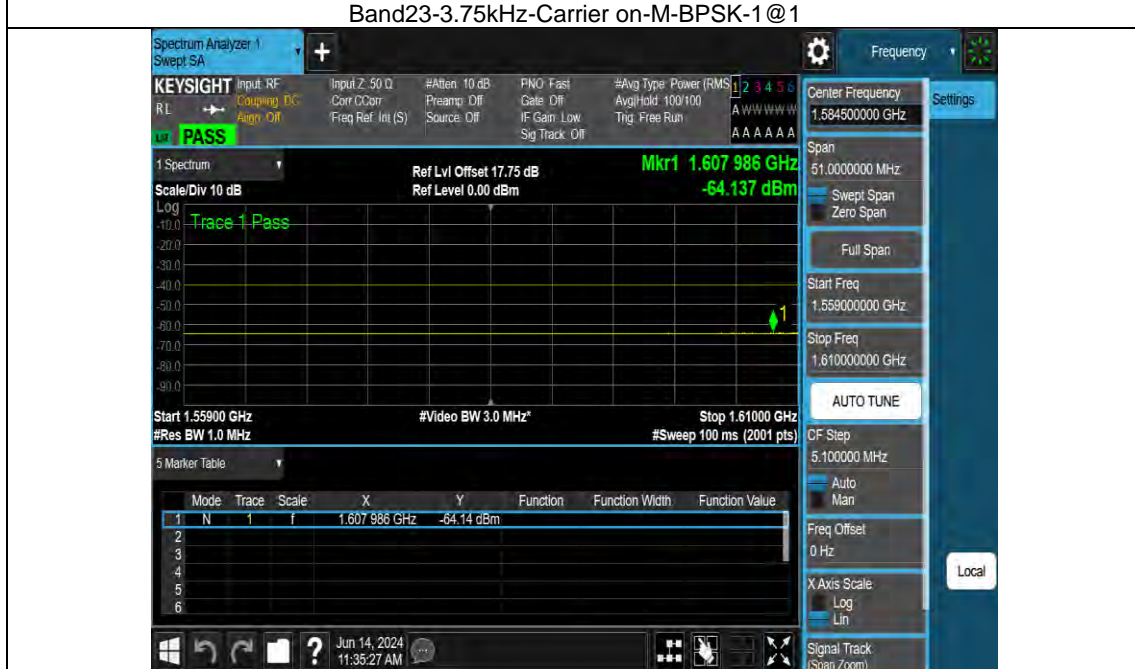 Band23-3.75kHz-Carrier on-M-BPSK-1@1
Spectrum Analyzer 1
Swept SA
+
Frequency
KEYSIGHT
RL
PASS
Input: RF
Coupling: DC
Align: Off
Input Z: 50 Ω
Corr CCorr
Freq Ref: Int (S)
#Atten: 10 dB
Preamp: Off
Source: Off
PNO: Fast
Gate: Off
IF Gain: Low
Sig Track: Off
#Avg Type: Power (RMS
Avg|Hold: 100/100
Trig: Free Run
1 2 3 4 5 6
A W W W W W
A A A A A A
1 Spectrum
Scale/Div 10 dB
Ref Lvl Offset 17.75 dB
Ref Level 0.00 dBm
Mkr1 1.607 986 GHz
-64.137 dBm
Log
Trace 1 Pass
-10.0
-20.0
-30.0
-40.0
-50.0
-60.0
-70.0
-80.0
-90.0
1
Start 1.55900 GHz
#Res BW 1.0 MHz
#Video BW 3.0 MHz*
Stop 1.61000 GHz
#Sweep 100 ms (2001 pts)
5 Marker Table
Mode Trace Scale X Y Function Function Width Function Value
1 N 1 f 1.607 986 GHz -64.14 dBm
2
3
4
5
6
?
Jun 14, 2024
11:35:27 AM
Center Frequency
1.584500000 GHz
Settings
Span
51.0000000 MHz
Swept Span
Zero Span
Full Span
Start Freq
1.559000000 GHz
Stop Freq
1.610000000 GHz
AUTO TUNE
CF Step
5.100000 MHz
Auto
Man
Freq Offset
0 Hz
Local
X Axis Scale
Log
Lin
Signal Track
(Span Zoom)